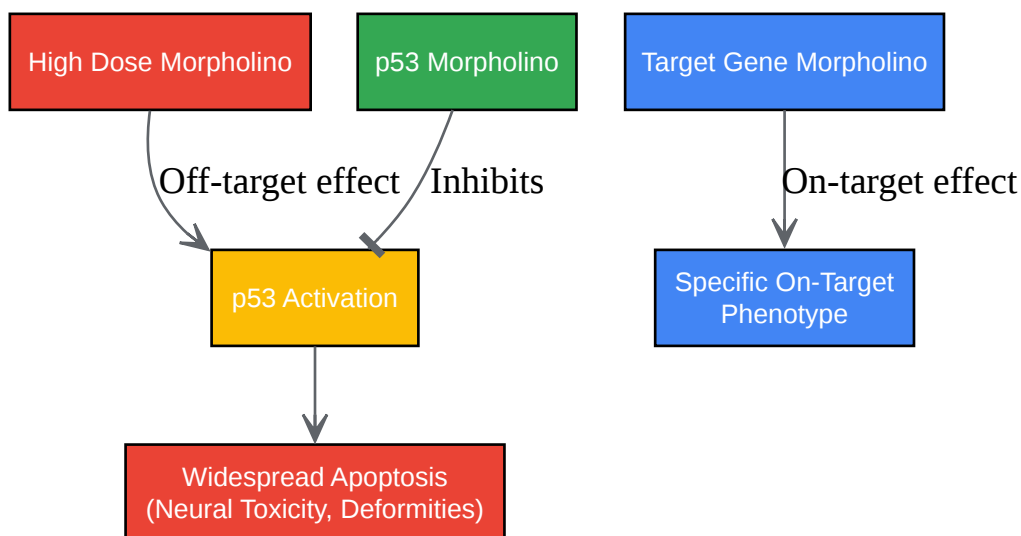 High Dose Morpholino
p53 Morpholino
Target Gene Morpholino
Off-target effect
Inhibits
On-target effect
p53 Activation
Specific On-Target
Phenotype
Widespread Apoptosis
(Neural Toxicity, Deformities)